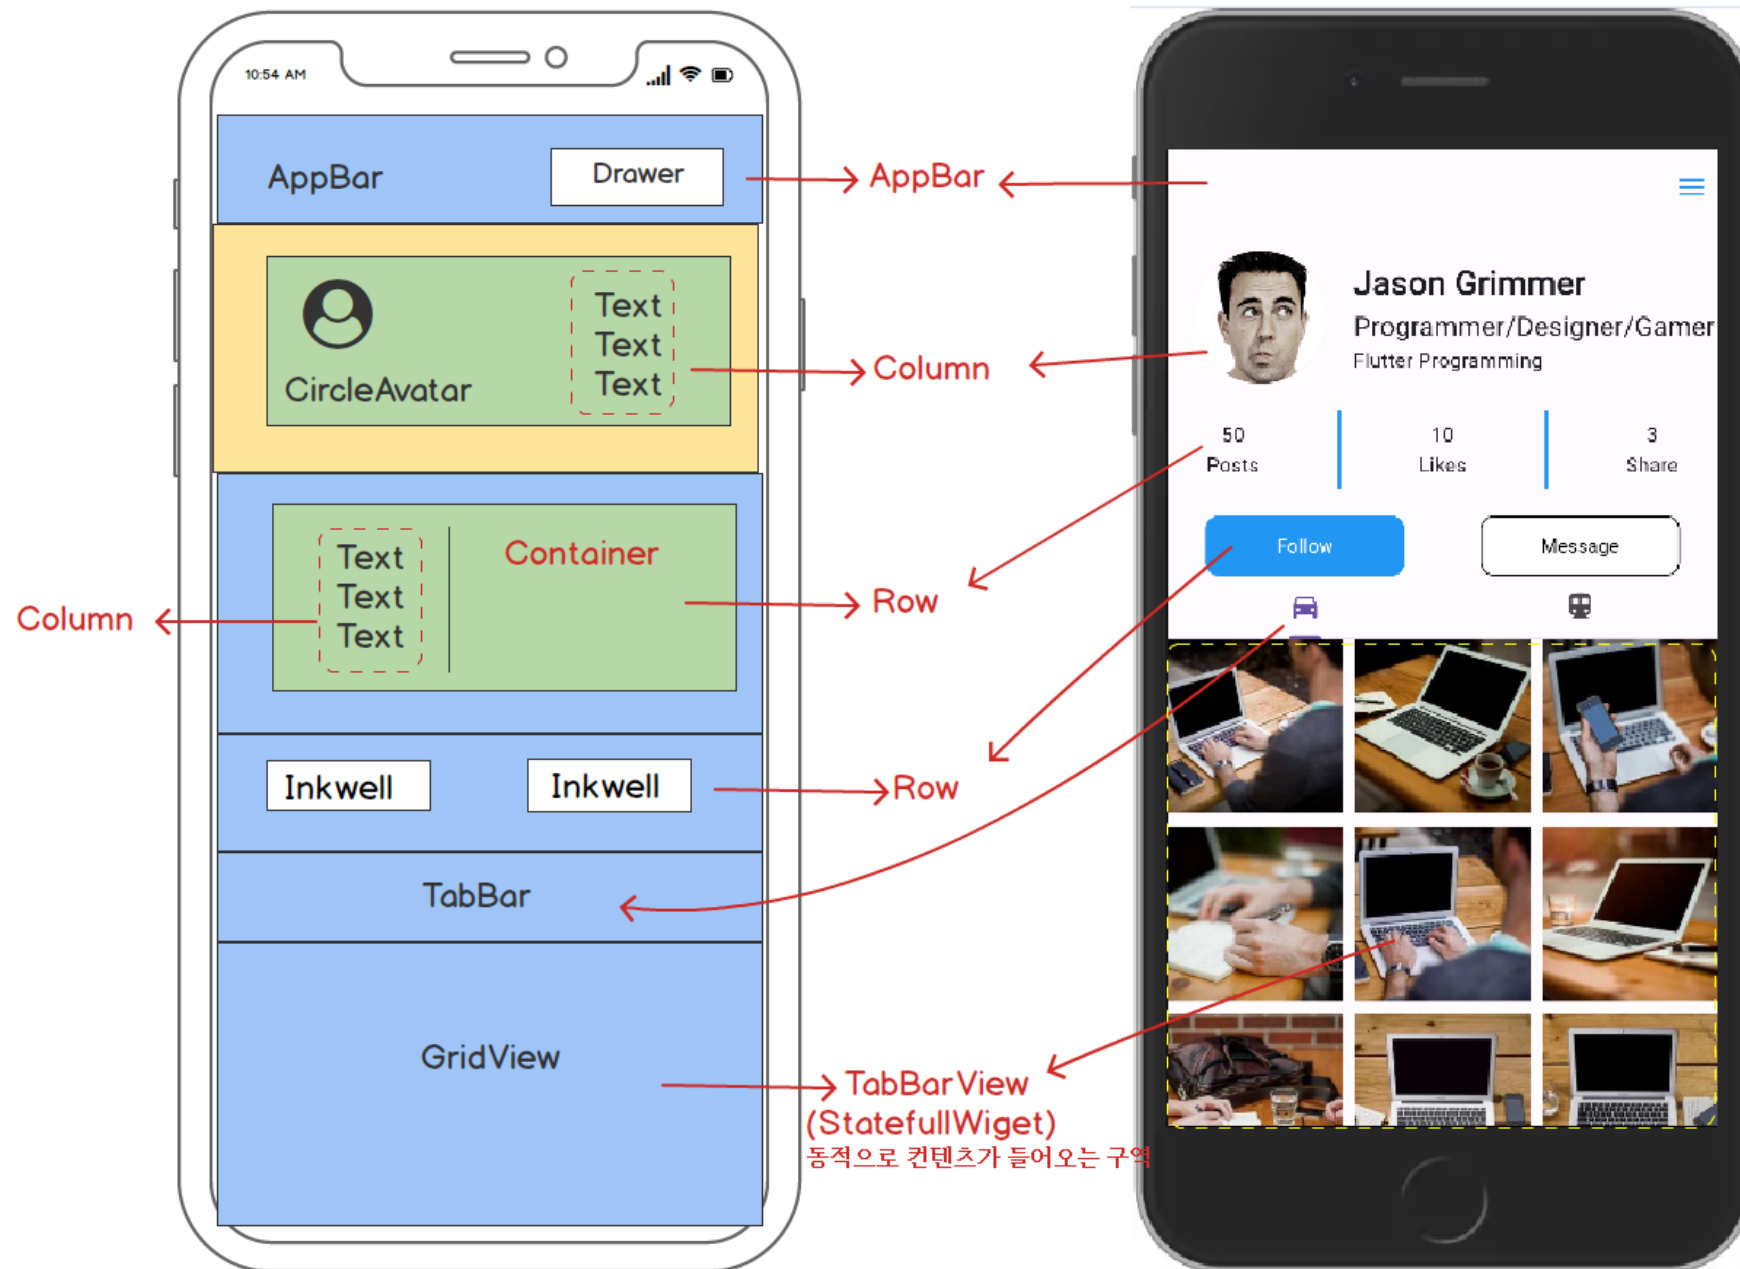 10:54 AM
AppBar
Drawer
CircleAvatar
Text
Text
Text
Text
Text
Text
Container
Column
Inkwell
Inkwell
TabBar
GridView
AppBar
Column
Row
Row
TabBarView
(StatefullWiget)
동적으로 컨텐츠가 들어오는 구역
Jason Grimmer
Programmer/Designer/Gamer
Flutter Programming
50
Posts
10
Likes
3
Share
Follow
Message